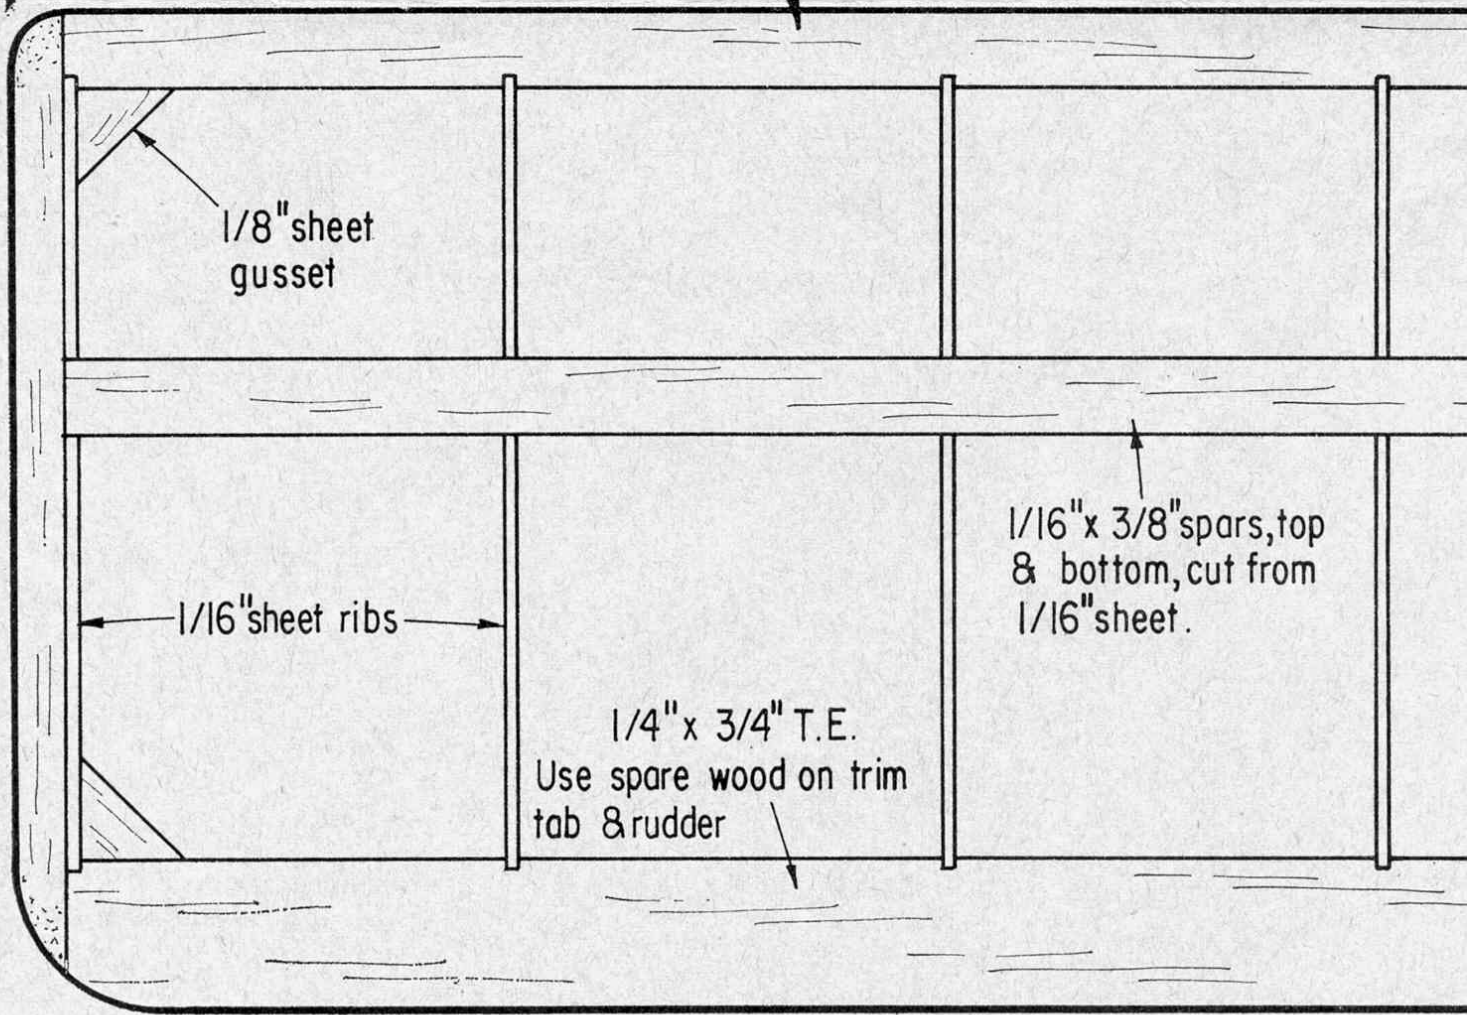 1/8" sheet
gusset
1/16" x 3/8" spars, top
& bottom, cut from
1/16" sheet.
1/16" sheet ribs
1/4" x 3/4" T.E.
Use spare wood on trim
tab & rudder